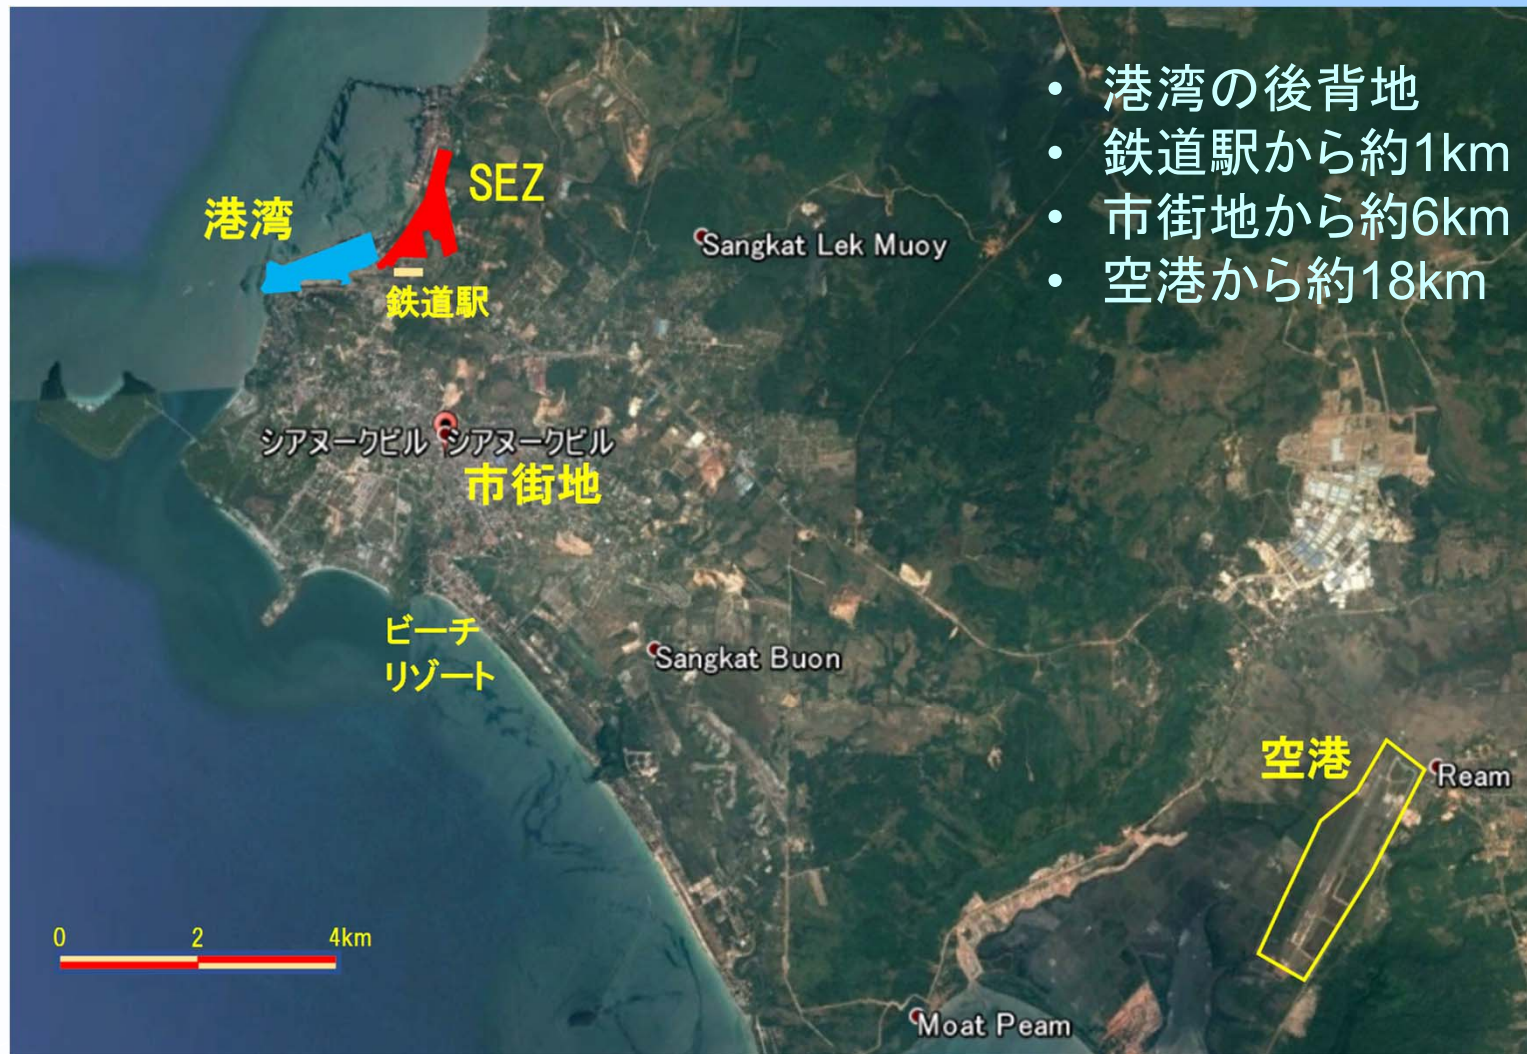 • 港湾の後背地
• 鉄道駅から約1km
• 市街地から約6km
• 空港から約18km
SEZ
港湾
Sangkat Lek Muoy
鉄道駅
シアヌークビル シアヌークビル
市街地
ビーチ
リゾート
Sangkat Buon
空港
Ream
0 2 4km
Moat Peam